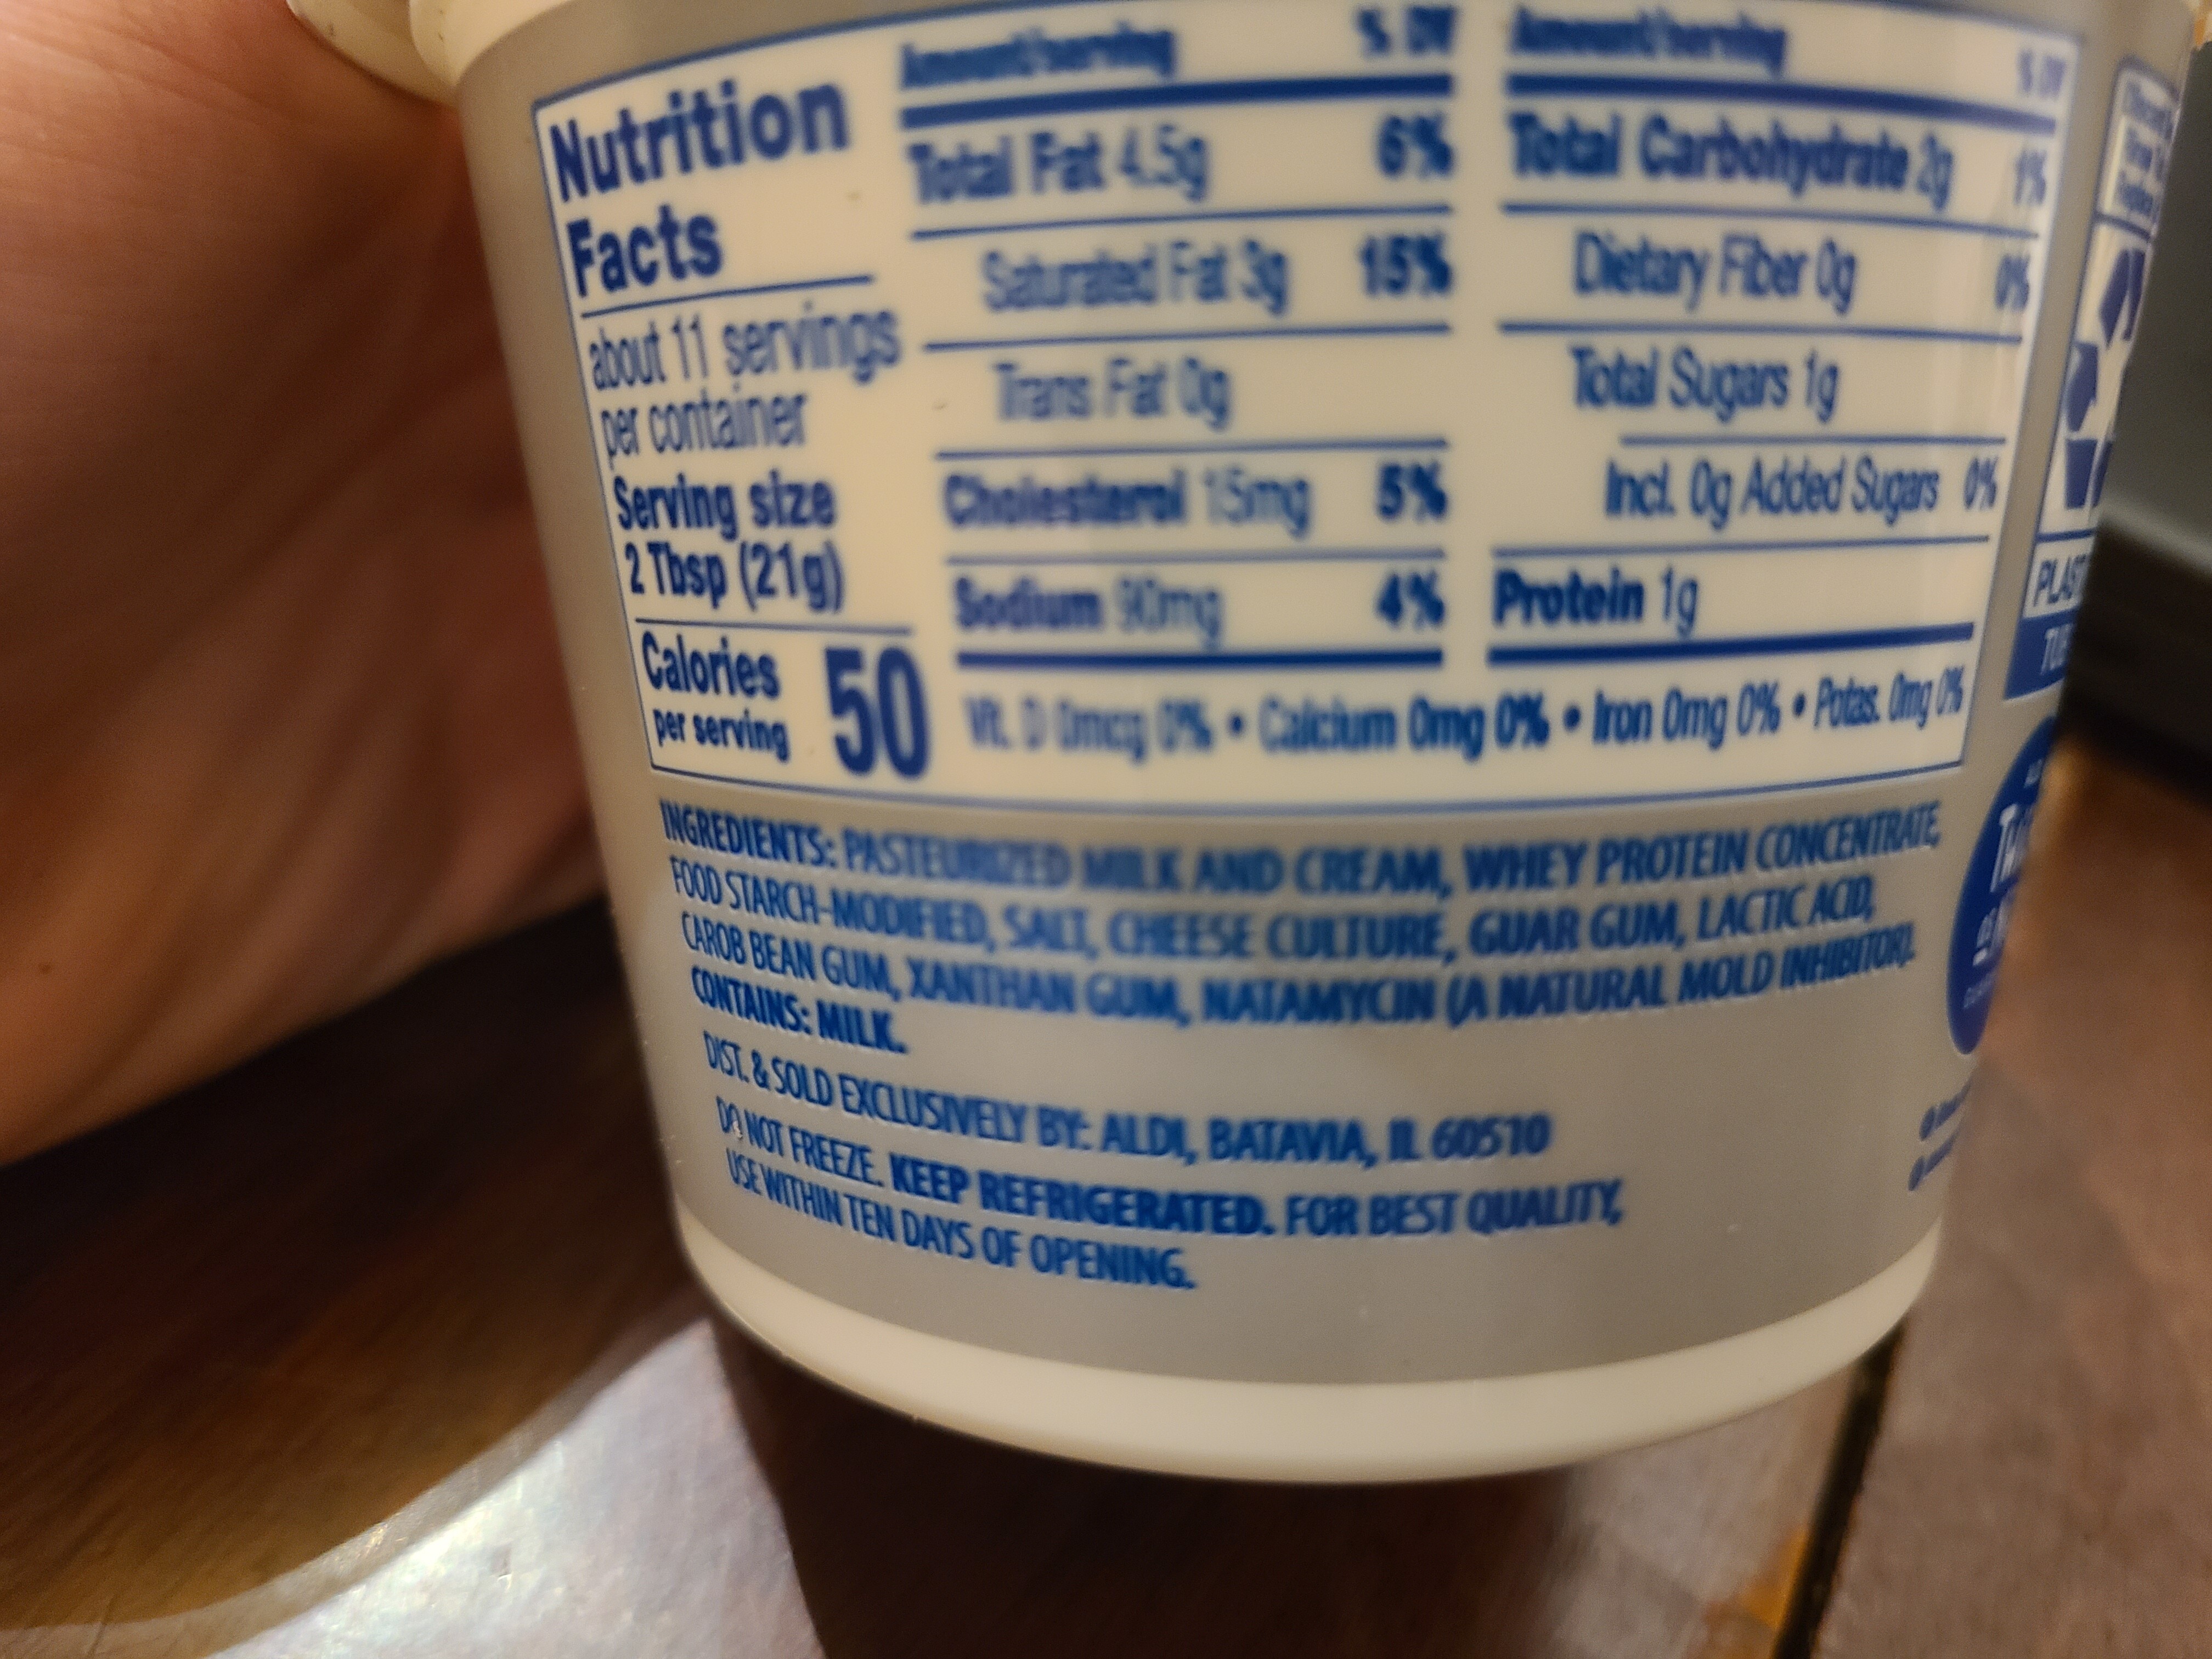 Nutrition
Facts
about 11 servings
per container
Serving size
2 Tbsp (21g)
Calories
per serving 50
Amount/serving % DV
Total Fat 4.5g 6%
Saturated Fat 3g 15%
Trans Fat 0g
Cholesterol 15mg 5%
Sodium 90mg 4%
Amount/serving % DV
Total Carbohydrate 2g 1%
Dietary Fiber 0g 0%
Total Sugars 1g
Incl. 0g Added Sugars 0%
Protein 1g
Vit. D 0mcg 0% • Calcium 0mg 0% • Iron 0mg 0% • Potas. 0mg 0%
INGREDIENTS: PASTEURIZED MILK AND CREAM, WHEY PROTEIN CONCENTRATE,
FOOD STARCH-MODIFIED, SALT, CHEESE CULTURE, GUAR GUM, LACTIC ACID,
CAROB BEAN GUM, XANTHAN GUM, NATAMYCIN (A NATURAL MOLD INHIBITOR).
CONTAINS: MILK.
DIST. & SOLD EXCLUSIVELY BY: ALDI, BATAVIA, IL 60510
DO NOT FREEZE. KEEP REFRIGERATED. FOR BEST QUALITY,
USE WITHIN TEN DAYS OF OPENING.